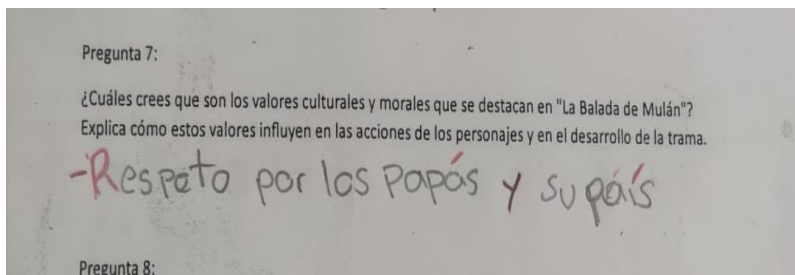 Pregunta 7:
¿Cuáles crees que son los valores culturales y morales que se destacan en "La Balada de Mulán"?
Explica cómo estos valores influyen en las acciones de los personajes y en el desarrollo de la trama.
-Respeto por los Papás y su país
Pregunta 8: